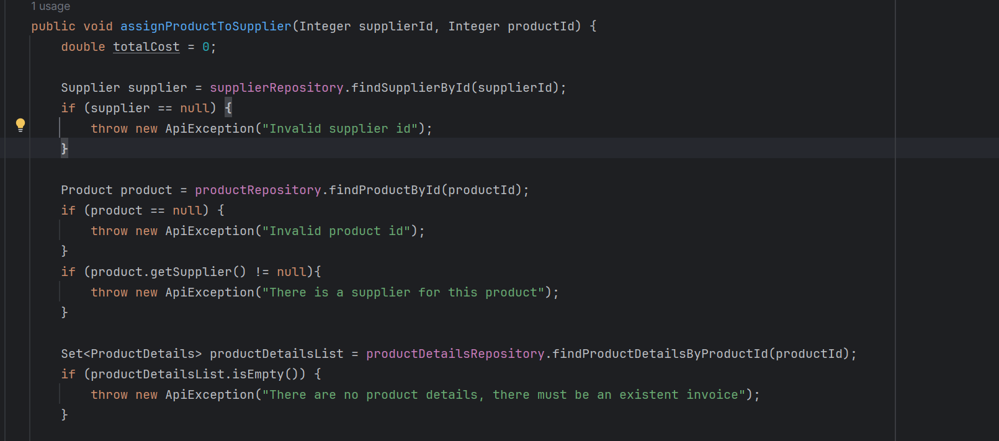 1 usage
public void assignProductToSupplier(Integer supplierId, Integer productId) {
double totalCost = 0;
Supplier supplier = supplierRepository.findSupplierById(supplierId);
if (supplier == null) {
throw new ApiException("Invalid supplier id");
}
Product product = productRepository.findProductById(productId);
if (product == null) {
throw new ApiException("Invalid product id");
}
if (product.getSupplier() != null){
throw new ApiException("There is a supplier for this product");
}
Set<ProductDetails> productDetailsList = productDetailsRepository.findProductDetailsByProductId(productId);
if (productDetailsList.isEmpty()) {
throw new ApiException("There are no product details, there must be an existent invoice");
}